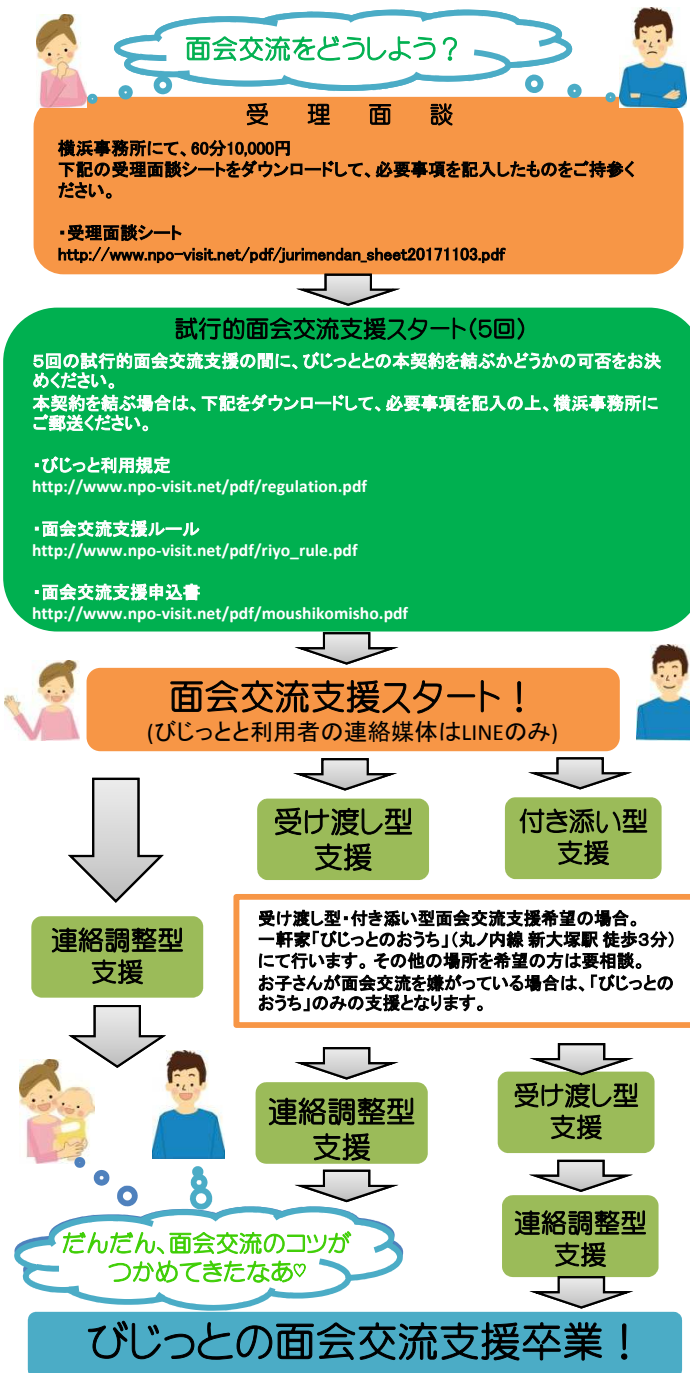 面会交流をどうしよう？
受理面談
横浜事務所にて、60分10,000円
下記の受理面談シートをダウンロードして、必要事項を記入したものをご持参く
ださい。
・受理面談シート
http://www.npo-visit.net/pdf/jurimendan_sheet20171103.pdf
試行的面会交流支援スタート(5回)
5回の試行的面会交流支援の間に、びじっととの本契約を結ぶかどうかの可否をお決
めください。
本契約を結ぶ場合は、下記をダウンロードして、必要事項を記入の上、横浜事務所に
ご郵送ください。
・びじっと利用規定
http://www.npo-visit.net/pdf/regulation.pdf
・面会交流支援ルール
http://www.npo-visit.net/pdf/riyo_rule.pdf
・面会交流支援申込書
http://www.npo-visit.net/pdf/moushikomisho.pdf
面会交流支援スタート！
(びじっとと利用者の連絡媒体はLINEのみ)
受け渡し型
支援
付き添い型
支援
連絡調整型
支援
受け渡し型・付き添い型面会交流支援希望の場合。
一軒家「びじっとのおうち」(丸ノ内線 新大塚駅 徒歩3分)
にて行います。その他の場所を希望の方は要相談。
お子さんが面会交流を嫌がっている場合は、「びじっとの
おうち」のみの支援となります。
連絡調整型
支援
受け渡し型
支援
連絡調整型
支援
だんだん、面会交流のコツが
つかめてきたなあ♡
びじっとの面会交流支援卒業！